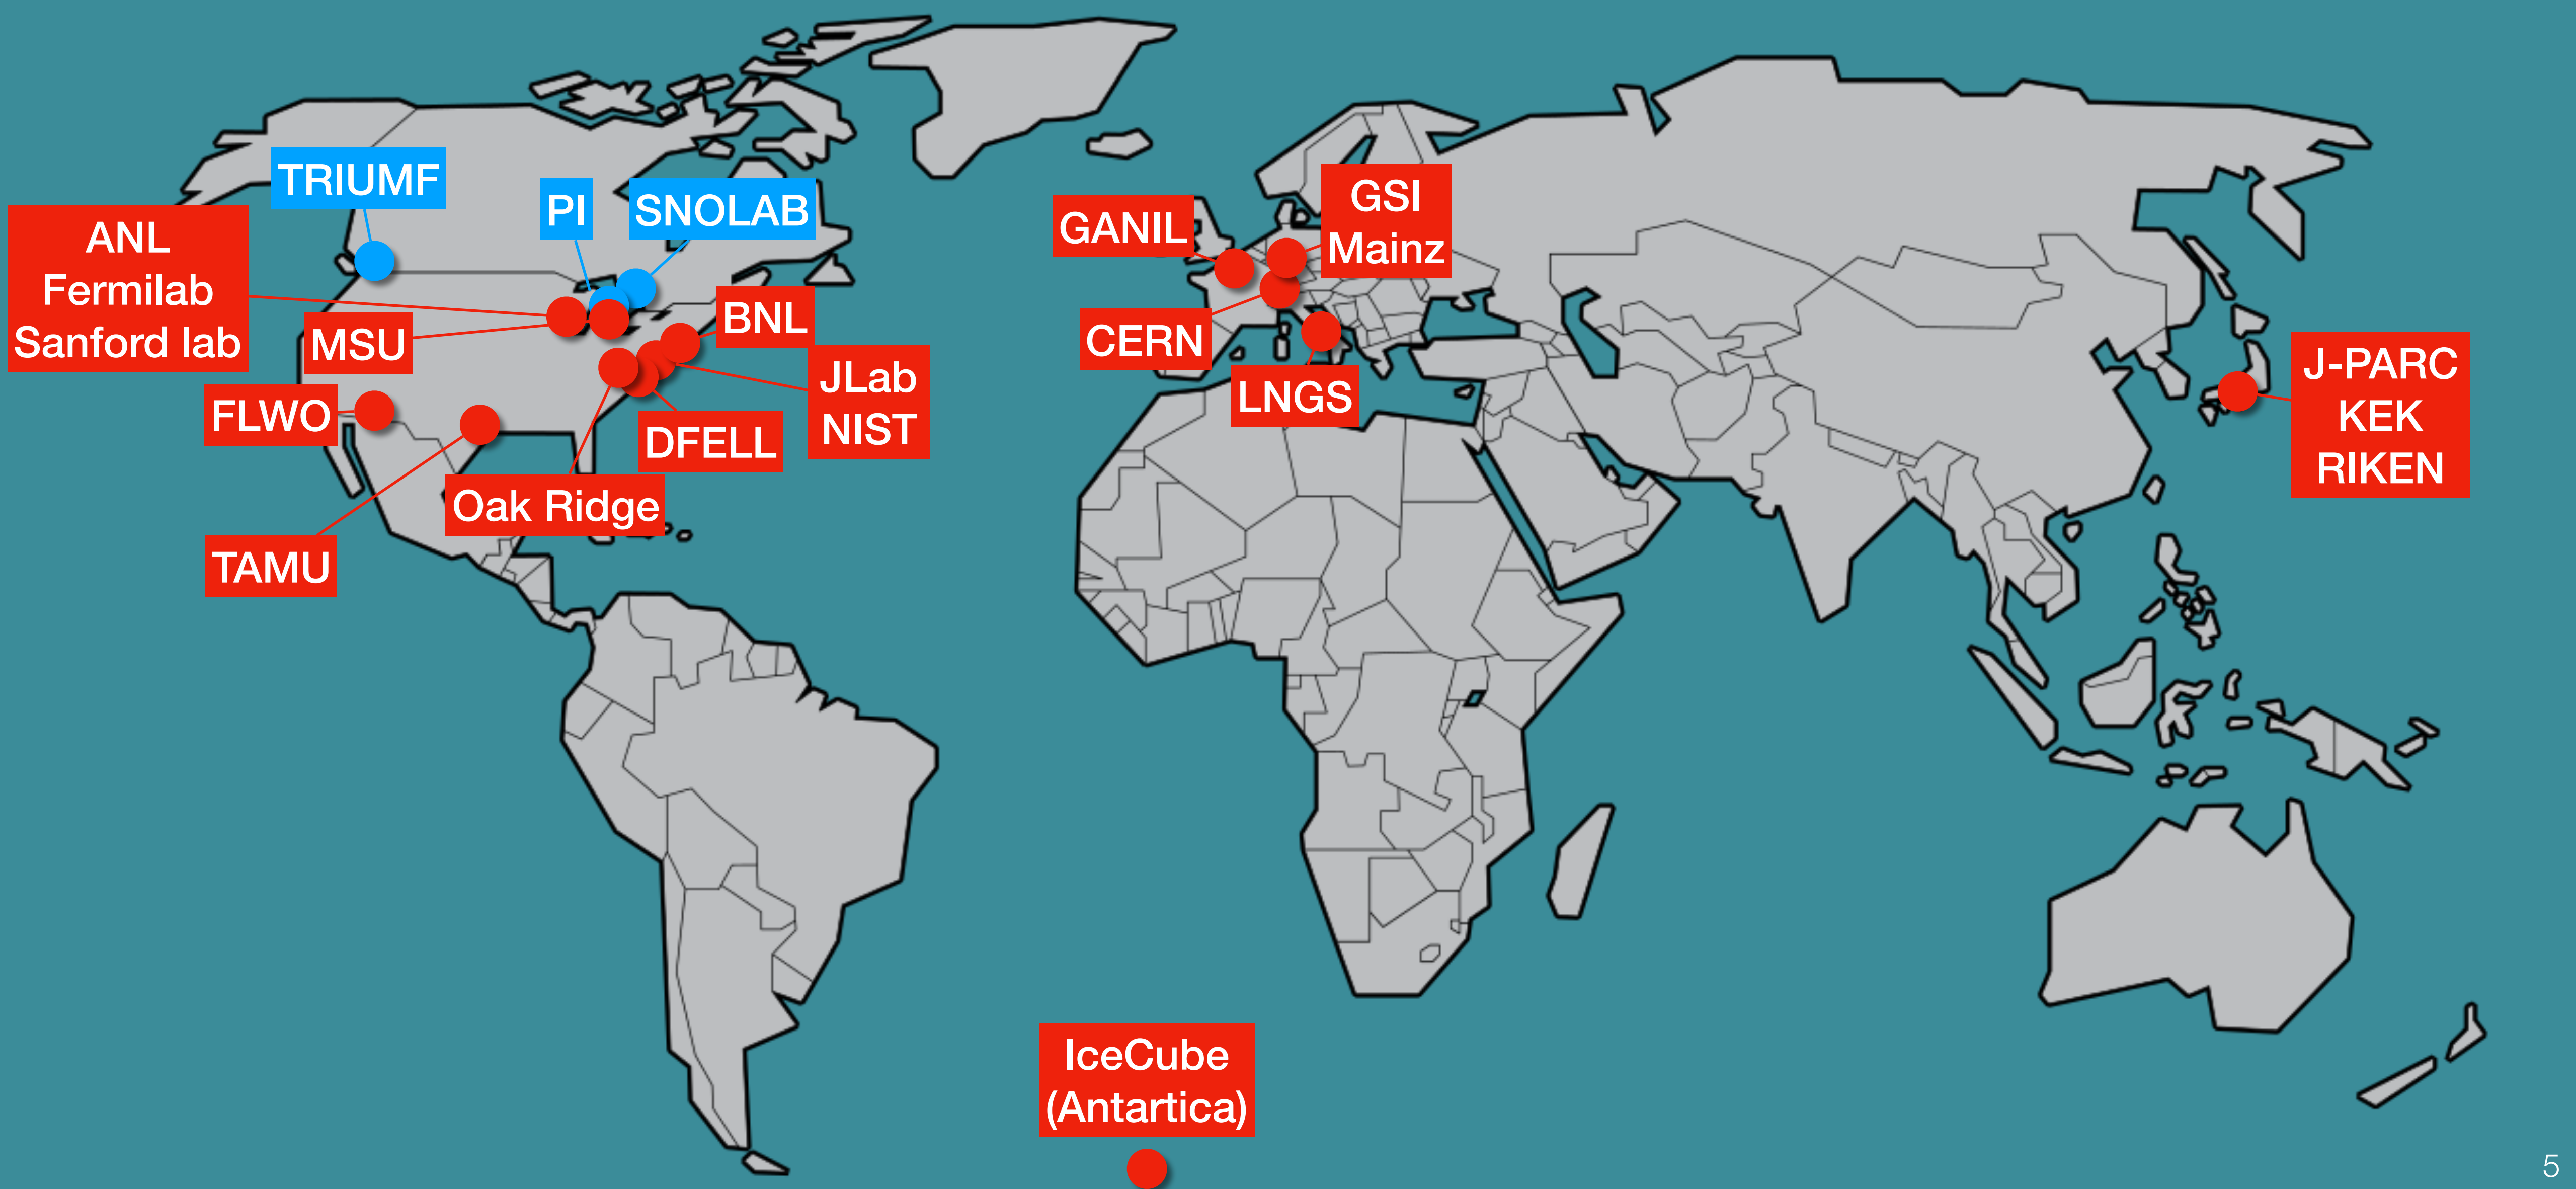 TRIUMF
PI
SNOLAB
ANL
Fermilab
Sanford lab
MSU
BNL
JLab
NIST
FLWO
DFELL
Oak Ridge
TAMU
GANIL
GSI
Mainz
CERN
LNGS
J-PARC
KEK
RIKEN
IceCube
(Antartica)
5